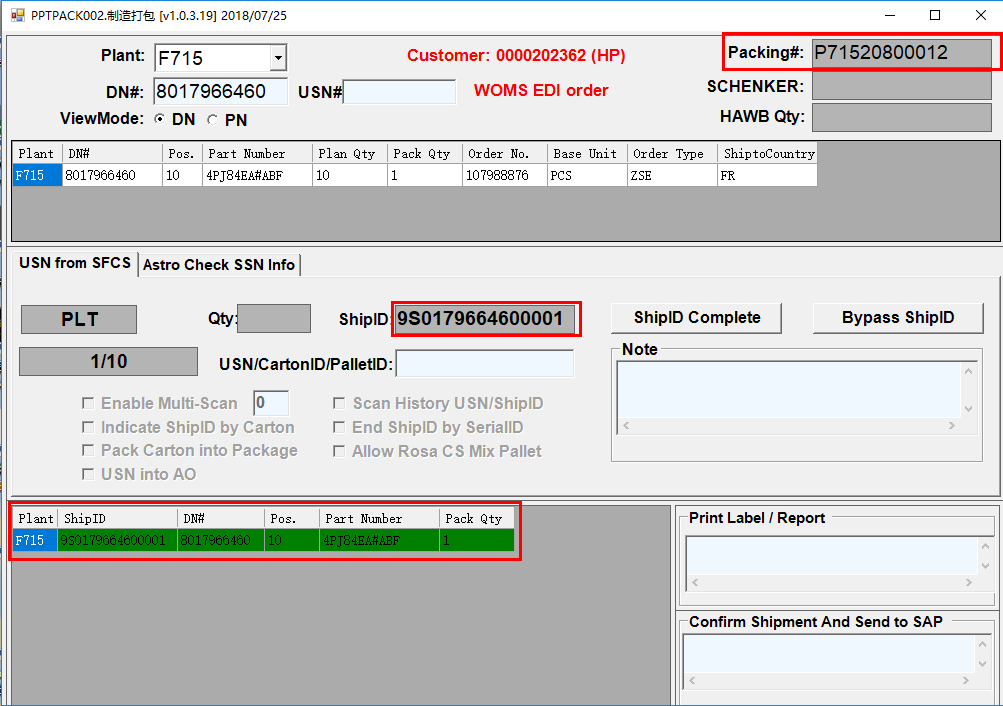 PPTPACK002.制造打包 [v1.0.3.19] 2018/07/25
Plant: F715 Customer: 0000202362 (HP) Packing#: P71520800012
DN#: 8017966460 USN# WOMS EDI order SCHENKER:
ViewMode: DN PN HAWB Qty:
Plant DN# Pos. Part Number Plan Qty Pack Qty Order No. Base Unit Order Type ShiptoCountry
F715 8017966460 10 4PJ84EA#ABF 10 1 107988876 PCS ZSE FR
USN from SFCS Astro Check SSN Info
PLT Qty: ShipID: 9S0179664600001 ShipID Complete Bypass ShipID
1/10 USN/CartonID/PalletID: Note
Enable Multi-Scan 0 Scan History USN/ShipID
Indicate ShipID by Carton End ShipID by SerialID
Pack Carton into Package Allow Rosa CS Mix Pallet
USN into AO
Plant ShipID DN# Pos. Part Number Pack Qty
F715 9S0179664600001 8017966460 10 4PJ84EA#ABF 1
Print Label / Report
Confirm Shipment And Send to SAP